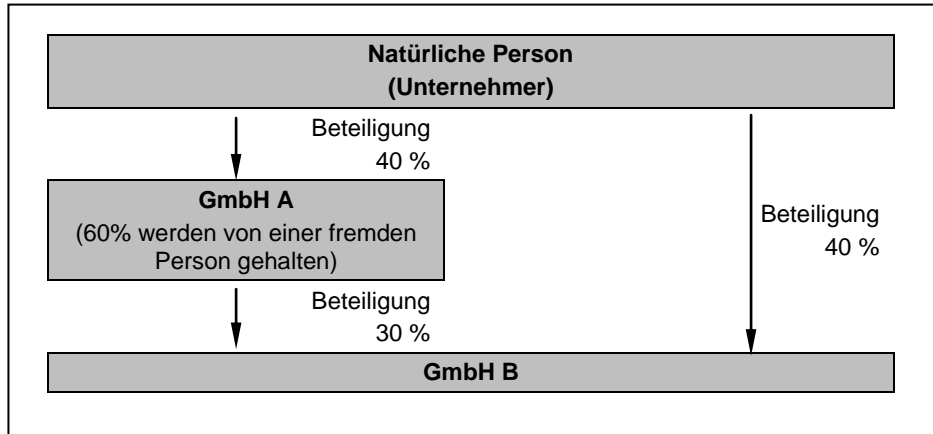 Natürliche Person
(Unternehmer)
Beteiligung
40 %
GmbH A
(60% werden von einer fremden
Person gehalten)
Beteiligung
40 %
Beteiligung
30 %
GmbH B